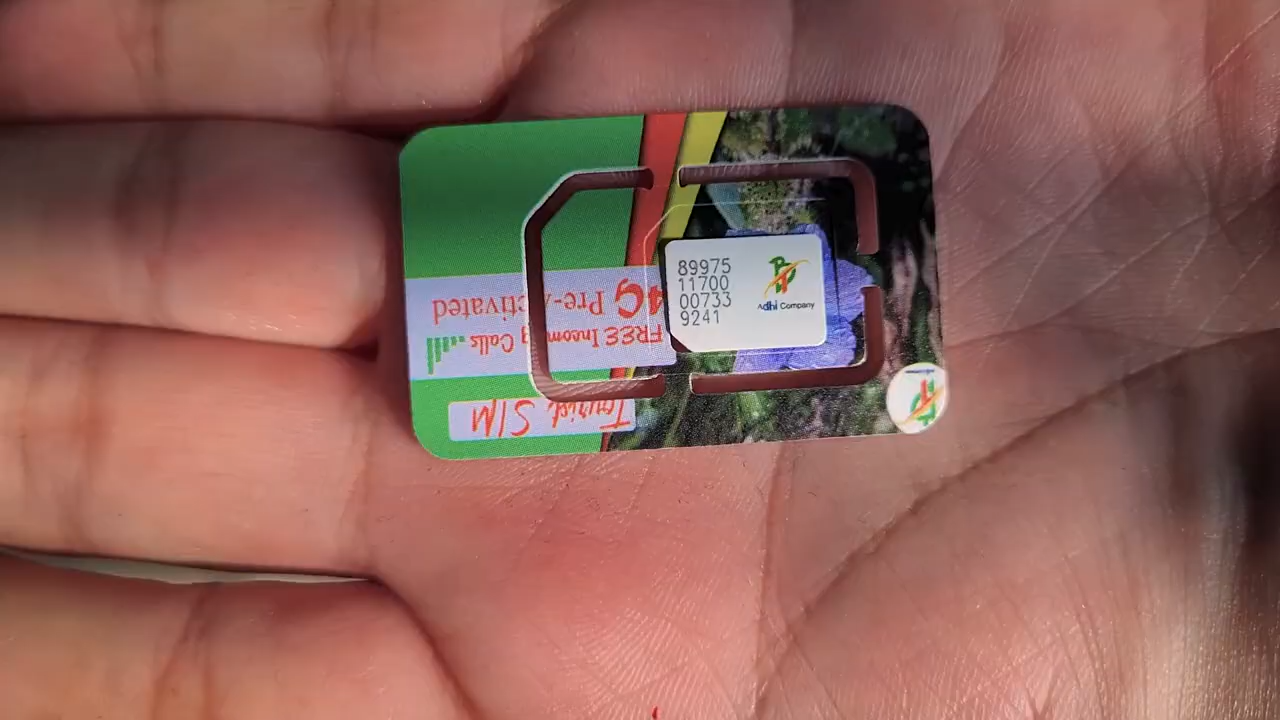 89975
11700
00733
9241
Adhi Company
Tourist SIM
FREE Incoming Calls
4G Pre-Activated